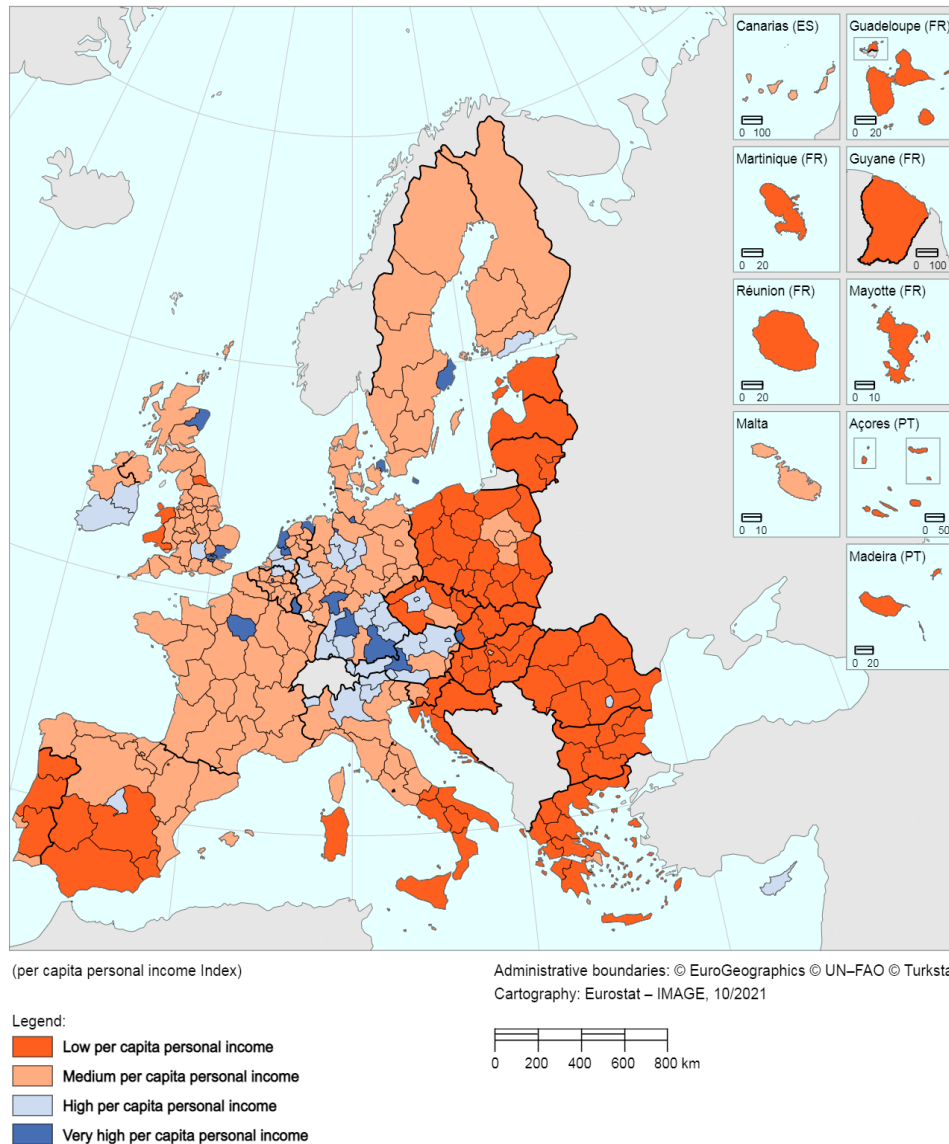 Canarias (ES)
0 100
Guadeloupe (FR)
0 20
Martinique (FR)
0 20
Guyane (FR)
0 100
Réunion (FR)
0 20
Mayotte (FR)
0 10
Malta
0 10
Açores (PT)
0 50
Madeira (PT)
0 20
(per capita personal income Index)
Administrative boundaries: © EuroGeographics © UN–FAO © Turksta
Cartography: Eurostat – IMAGE, 10/2021
Legend:
Low per capita personal income
Medium per capita personal income
High per capita personal income
Very high per capita personal income
0 200 400 600 800 km